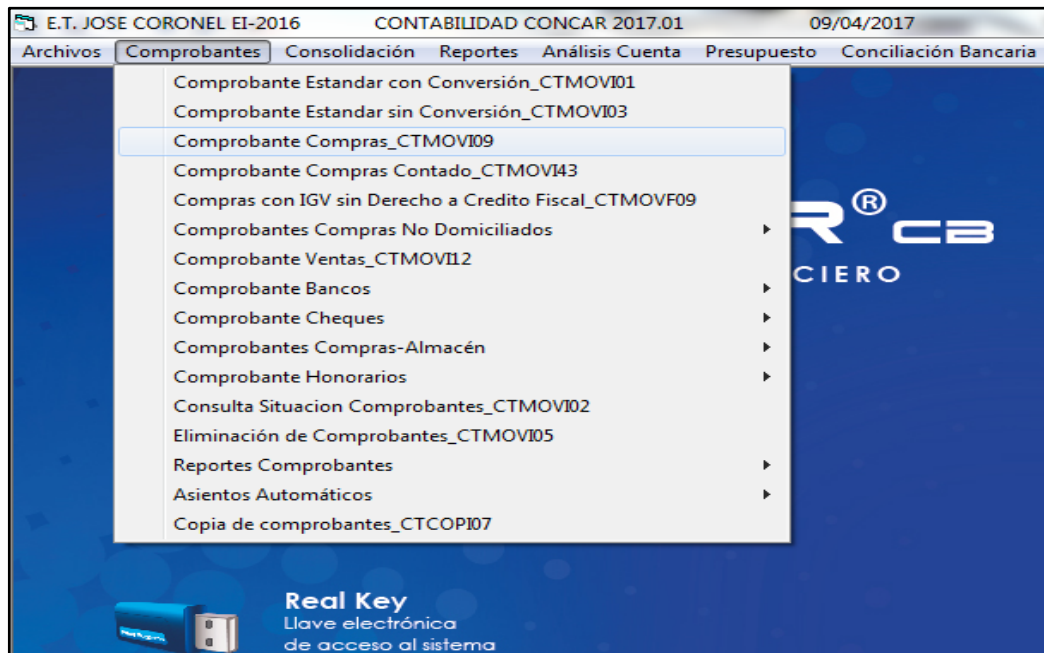 E.T. JOSE CORONEL EI-2016 CONTABILIDAD CONCAR 2017.01 09/04/2017
Archivos Comprobantes Consolidación Reportes Análisis Cuenta Presupuesto Conciliación Bancaria
Comprobante Estandar con Conversión_CTMOVI01
Comprobante Estandar sin Conversión_CTMOVI03
Comprobante Compras_CTMOVI09
Comprobante Compras Contado_CTMOVI43
Compras con IGV sin Derecho a Credito Fiscal_CTMOVF09
Comprobantes Compras No Domiciliados
Comprobante Ventas_CTMOVI12
Comprobante Bancos
Comprobante Cheques
Comprobantes Compras-Almacén
Comprobante Honorarios
Consulta Situacion Comprobantes_CTMOVI02
Eliminación de Comprobantes_CTMOVI05
Reportes Comprobantes
Asientos Automáticos
Copia de comprobantes_CTCOPI07
R® CB
CIERO
Real Key
Llave electrónica
de acceso al sistema